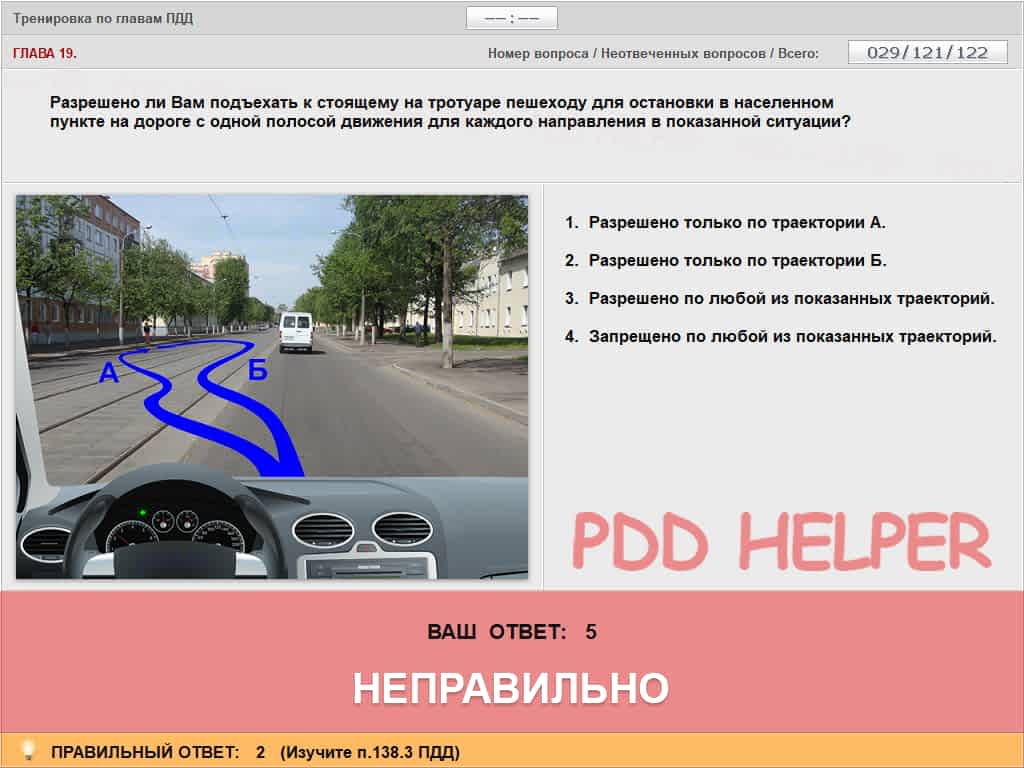 Тренировка по главам ПДД
—— : ——
ГЛАВА 19.
Номер вопроса / Неотвеченных вопросов / Всего:
029/121/122
Разрешено ли Вам подъехать к стоящему на тротуаре пешеходу для остановки в населенном
пункте на дороге с одной полосой движения для каждого направления в показанной ситуации?
А
Б
1. Разрешено только по траектории А.
2. Разрешено только по траектории Б.
3. Разрешено по любой из показанных траекторий.
4. Запрещено по любой из показанных траекторий.
PDD HELPER
ВАШ ОТВЕТ: 5
НЕПРАВИЛЬНО
ПРАВИЛЬНЫЙ ОТВЕТ: 2 (Изучите п.138.3 ПДД)